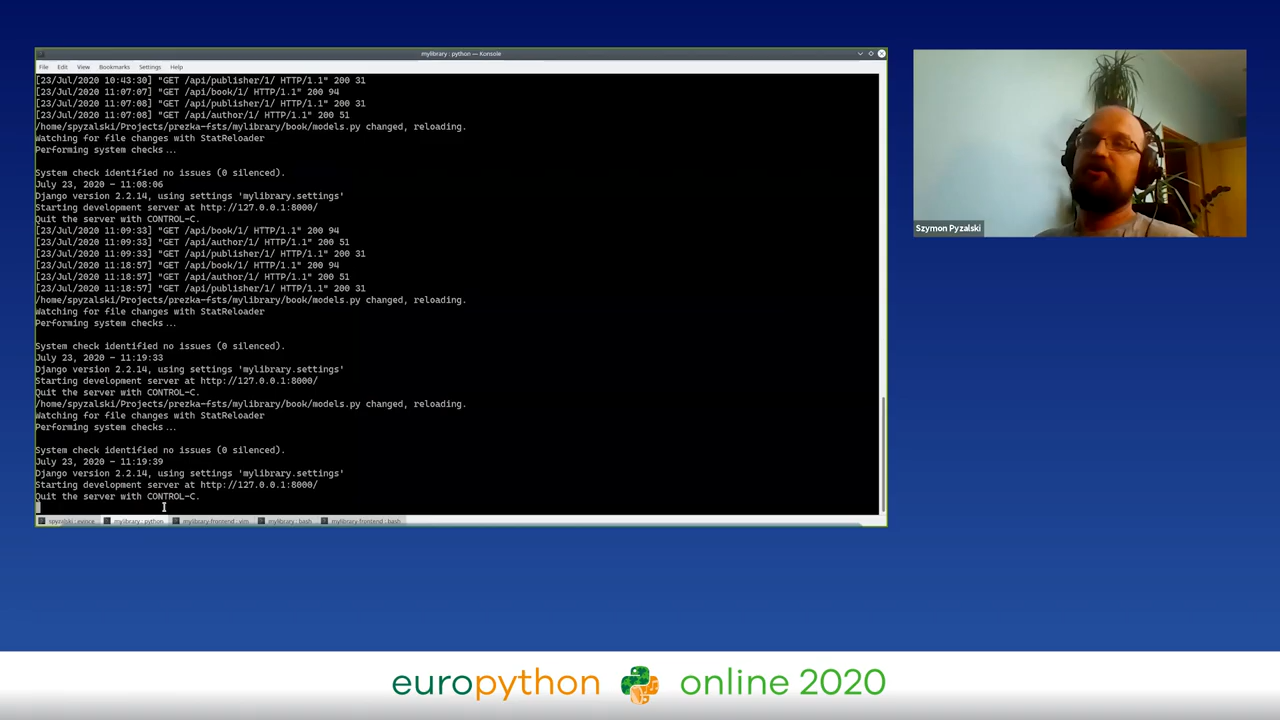 mylibrary : python — Konsole
File Edit View Bookmarks Settings Help
[23/Jul/2020 10:43:30] "GET /api/publisher/1/ HTTP/1.1" 200 31
[23/Jul/2020 11:07:07] "GET /api/book/1/ HTTP/1.1" 200 94
[23/Jul/2020 11:07:08] "GET /api/publisher/1/ HTTP/1.1" 200 31
[23/Jul/2020 11:07:08] "GET /api/author/1/ HTTP/1.1" 200 51
/home/spyzalski/Projects/prezka-fsts/mylibrary/book/models.py changed, reloading.
Watching for file changes with StatReloader
Performing system checks...
System check identified no issues (0 silenced).
July 23, 2020 - 11:08:06
Django version 2.2.14, using settings 'mylibrary.settings'
Starting development server at http://127.0.0.1:8000/
Quit the server with CONTROL-C.
[23/Jul/2020 11:09:33] "GET /api/book/1/ HTTP/1.1" 200 94
[23/Jul/2020 11:09:33] "GET /api/author/1/ HTTP/1.1" 200 51
[23/Jul/2020 11:09:33] "GET /api/publisher/1/ HTTP/1.1" 200 31
[23/Jul/2020 11:18:57] "GET /api/book/1/ HTTP/1.1" 200 94
[23/Jul/2020 11:18:57] "GET /api/author/1/ HTTP/1.1" 200 51
[23/Jul/2020 11:18:57] "GET /api/publisher/1/ HTTP/1.1" 200 31
/home/spyzalski/Projects/prezka-fsts/mylibrary/book/models.py changed, reloading.
Watching for file changes with StatReloader
Performing system checks...
System check identified no issues (0 silenced).
July 23, 2020 - 11:19:33
Django version 2.2.14, using settings 'mylibrary.settings'
Starting development server at http://127.0.0.1:8000/
Quit the server with CONTROL-C.
/home/spyzalski/Projects/prezka-fsts/mylibrary/book/models.py changed, reloading.
Watching for file changes with StatReloader
Performing system checks...
System check identified no issues (0 silenced).
July 23, 2020 - 11:19:39
Django version 2.2.14, using settings 'mylibrary.settings'
Starting development server at http://127.0.0.1:8000/
Quit the server with CONTROL-C.
spyzalski : evince mylibrary : python mylibrary-frontend : vim mylibrary : bash mylibrary-frontend : bash
Szymon Pyzalski
europython online 2020